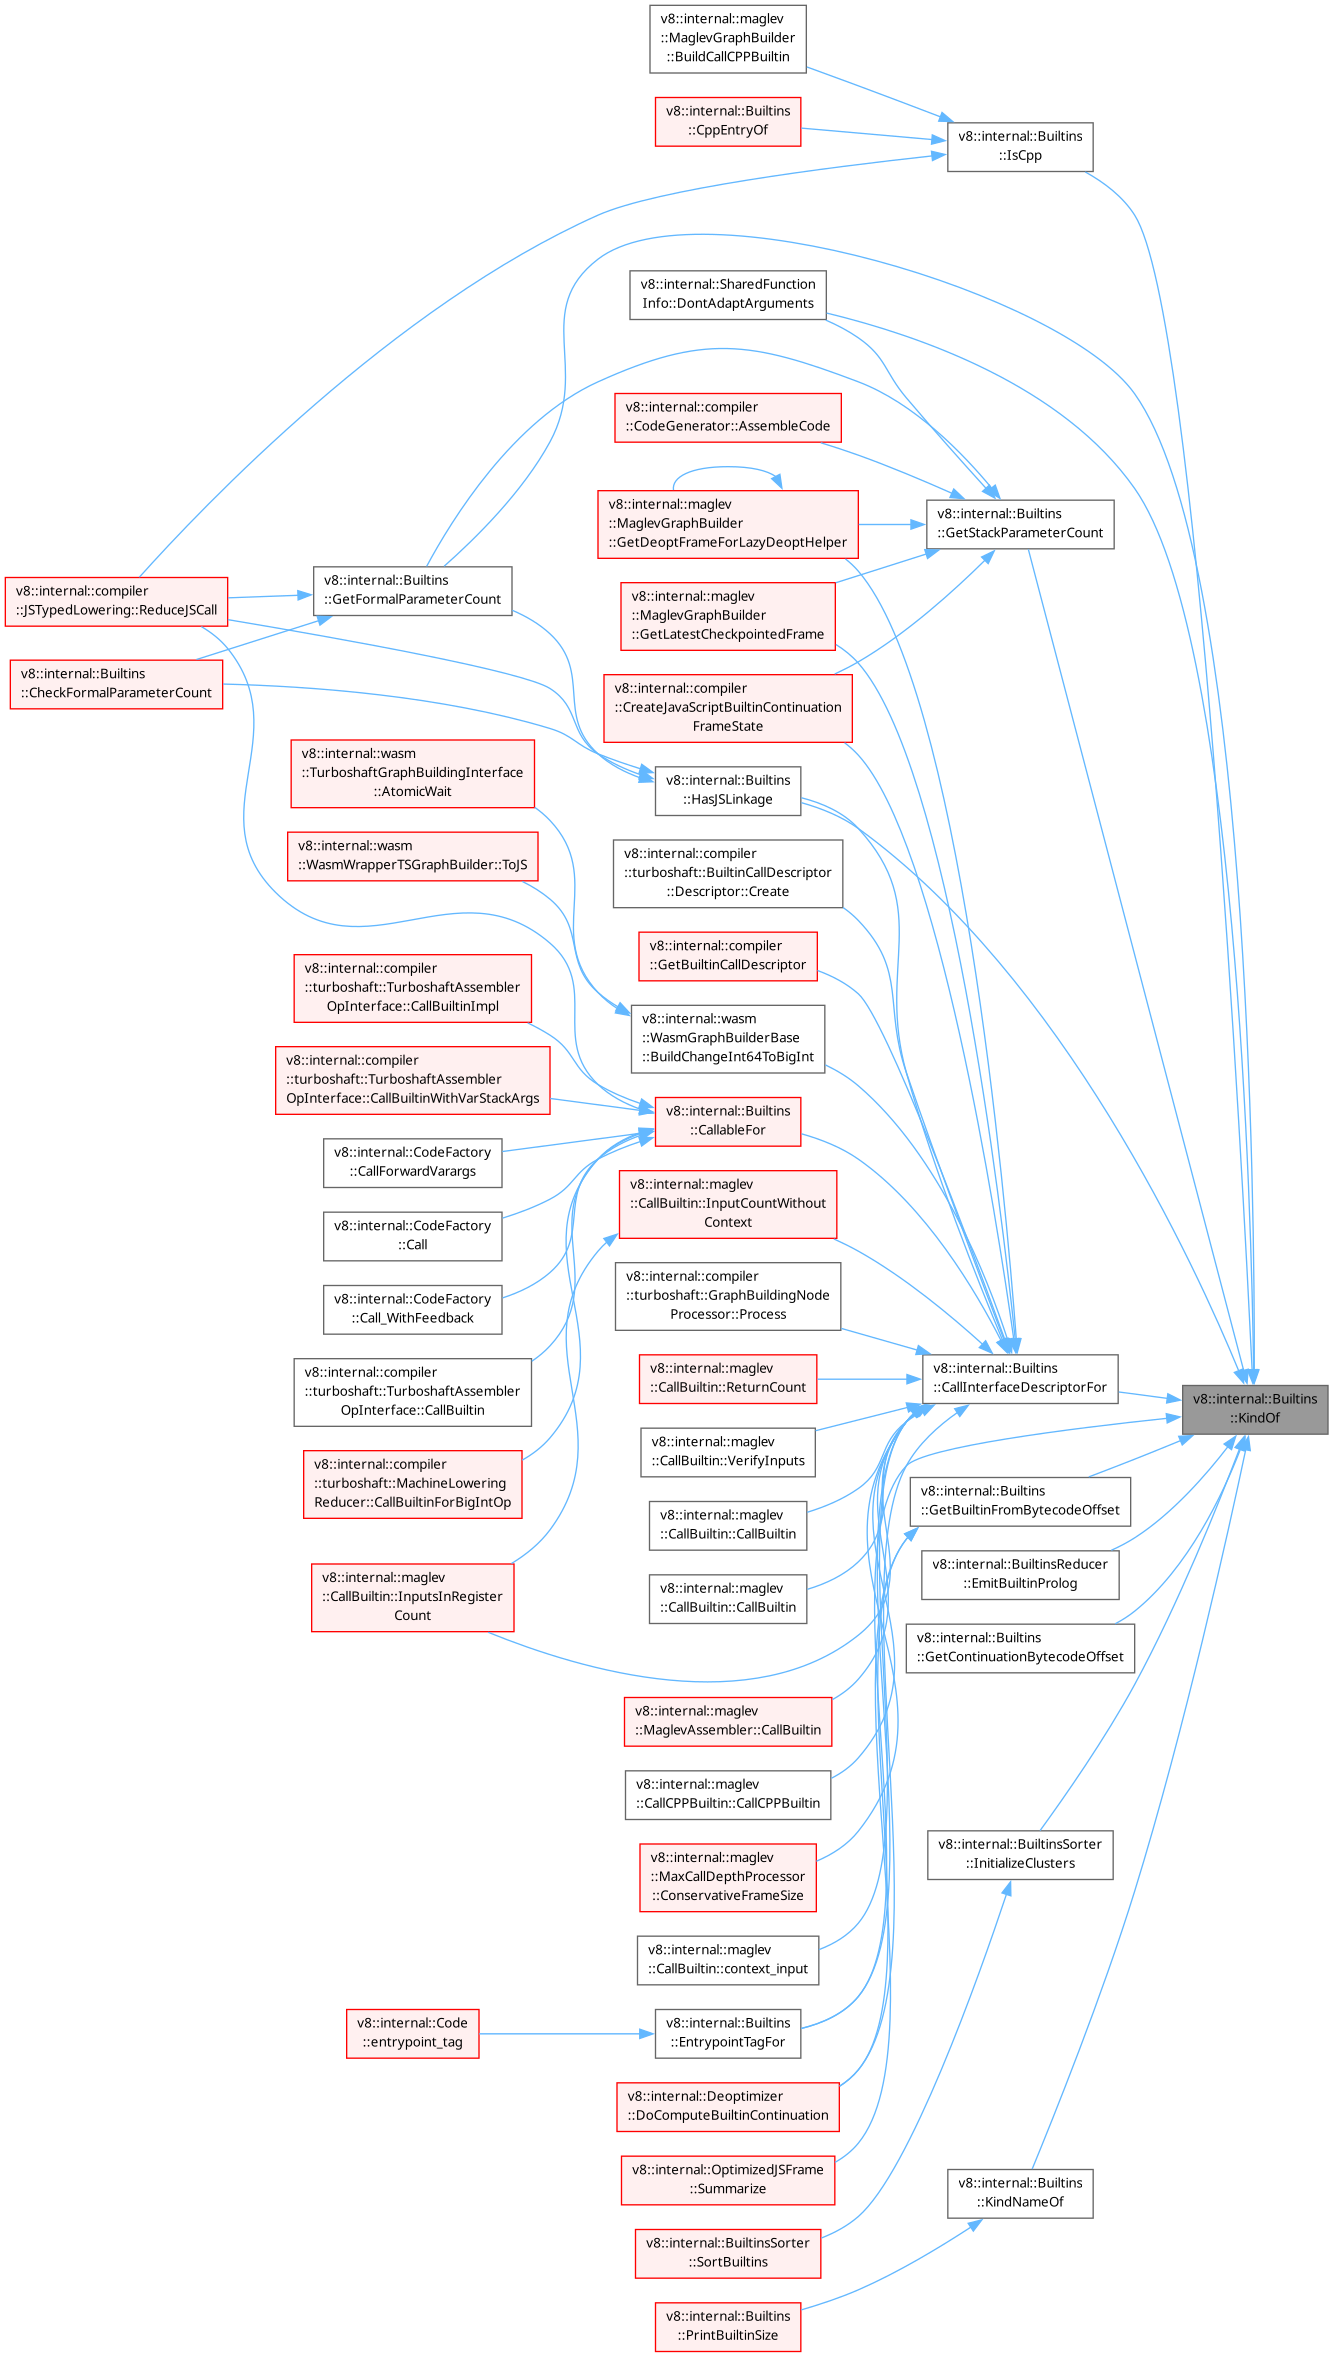 v8::internal::maglev
::MaglevGraphBuilder
::BuildCallCPPBuiltin
v8::internal::Builtins
::CppEntryOf
v8::internal::Builtins
::IsCpp
v8::internal::SharedFunction
Info::DontAdaptArguments
v8::internal::compiler
::CodeGenerator::AssembleCode
v8::internal::maglev
::MaglevGraphBuilder
::GetDeoptFrameForLazyDeoptHelper
v8::internal::Builtins
::GetStackParameterCount
v8::internal::compiler
::JSTypedLowering::ReduceJSCall
v8::internal::Builtins
::GetFormalParameterCount
v8::internal::maglev
::MaglevGraphBuilder
::GetLatestCheckpointedFrame
v8::internal::Builtins
::CheckFormalParameterCount
v8::internal::compiler
::CreateJavaScriptBuiltinContinuation
FrameState
v8::internal::wasm
::TurboshaftGraphBuildingInterface
::AtomicWait
v8::internal::Builtins
::HasJSLinkage
v8::internal::wasm
::WasmWrapperTSGraphBuilder::ToJS
v8::internal::compiler
::turboshaft::BuiltinCallDescriptor
::Descriptor::Create
v8::internal::compiler
::GetBuiltinCallDescriptor
v8::internal::compiler
::turboshaft::TurboshaftAssembler
OpInterface::CallBuiltinImpl
v8::internal::wasm
::WasmGraphBuilderBase
::BuildChangeInt64ToBigInt
v8::internal::compiler
::turboshaft::TurboshaftAssembler
OpInterface::CallBuiltinWithVarStackArgs
v8::internal::Builtins
::CallableFor
v8::internal::CodeFactory
::CallForwardVarargs
v8::internal::maglev
::CallBuiltin::InputCountWithout
Context
v8::internal::CodeFactory
::Call
v8::internal::compiler
::turboshaft::GraphBuildingNode
Processor::Process
v8::internal::CodeFactory
::Call_WithFeedback
v8::internal::maglev
::CallBuiltin::ReturnCount
v8::internal::Builtins
::CallInterfaceDescriptorFor
v8::internal::Builtins
::KindOf
v8::internal::compiler
::turboshaft::TurboshaftAssembler
OpInterface::CallBuiltin
v8::internal::maglev
::CallBuiltin::VerifyInputs
v8::internal::compiler
::turboshaft::MachineLowering
Reducer::CallBuiltinForBigIntOp
v8::internal::maglev
::CallBuiltin::CallBuiltin
v8::internal::Builtins
::GetBuiltinFromBytecodeOffset
v8::internal::BuiltinsReducer
::EmitBuiltinProlog
v8::internal::maglev
::CallBuiltin::InputsInRegister
Count
v8::internal::maglev
::CallBuiltin::CallBuiltin
v8::internal::Builtins
::GetContinuationBytecodeOffset
v8::internal::maglev
::MaglevAssembler::CallBuiltin
v8::internal::maglev
::CallCPPBuiltin::CallCPPBuiltin
v8::internal::BuiltinsSorter
::InitializeClusters
v8::internal::maglev
::MaxCallDepthProcessor
::ConservativeFrameSize
v8::internal::maglev
::CallBuiltin::context_input
v8::internal::Code
::entrypoint_tag
v8::internal::Builtins
::EntrypointTagFor
v8::internal::Deoptimizer
::DoComputeBuiltinContinuation
v8::internal::OptimizedJSFrame
::Summarize
v8::internal::Builtins
::KindNameOf
v8::internal::BuiltinsSorter
::SortBuiltins
v8::internal::Builtins
::PrintBuiltinSize